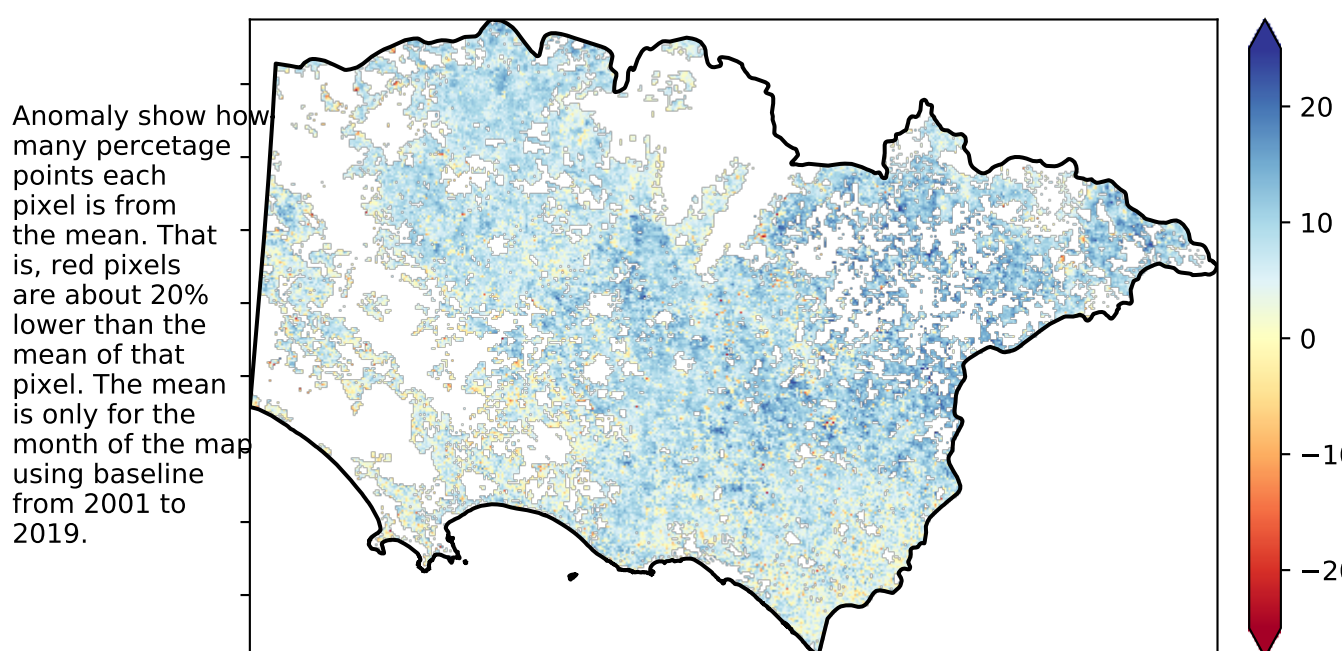 Anomaly show how
many percetage
points each
pixel is from
the mean. That
is, red pixels
are about 20%
lower than the
mean of that
pixel. The mean
is only for the
month of the map
using baseline
from 2001 to
2019.
20
10
0
−10
−20